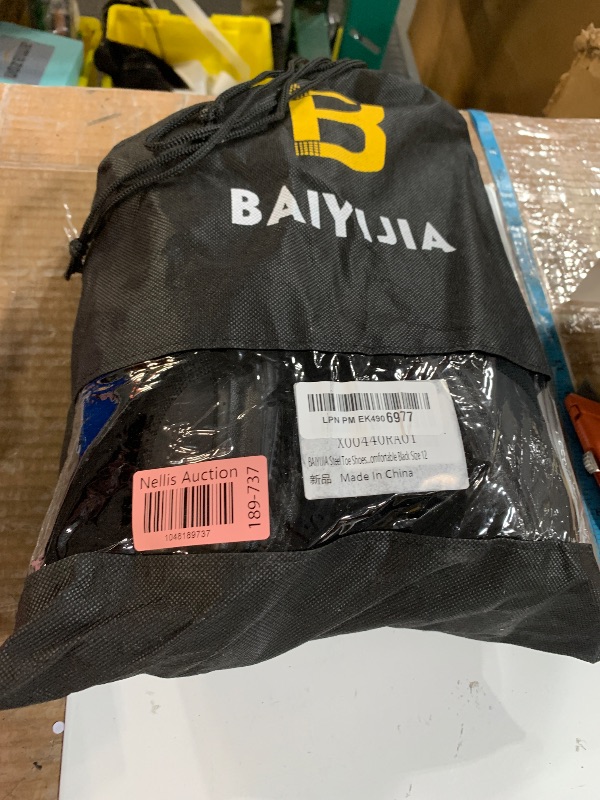 B
BAIYIJIA
LPN PM EK4906977
X00440RA01
BAIYIJIA Steel Toe Shoes...omfortable Black Size 12
新品 Made In China
Nellis Auction
1048189737
189-737